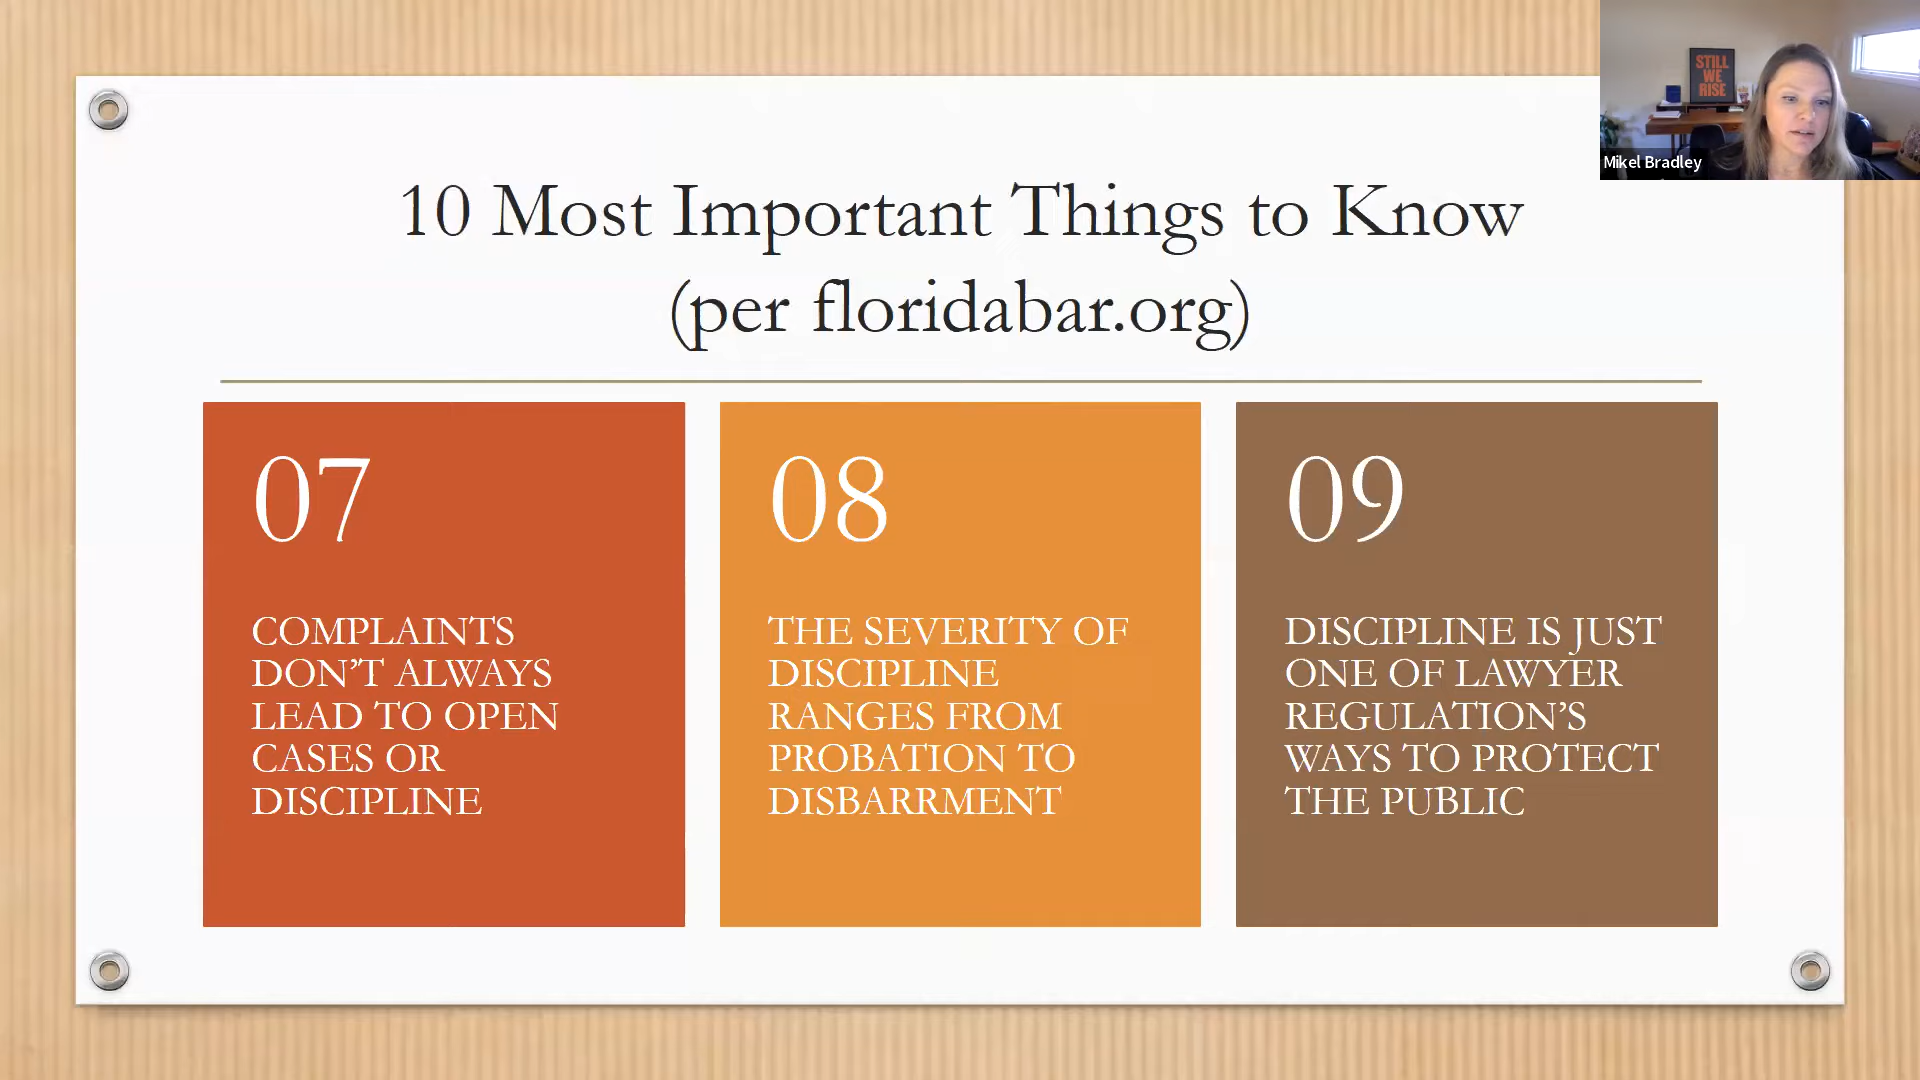 STILL
WE
RISE
Mikel Bradley
10 Most Important Things to Know
(per floridabar.org)
07
COMPLAINTS
DON’T ALWAYS
LEAD TO OPEN
CASES OR
DISCIPLINE
08
THE SEVERITY OF
DISCIPLINE
RANGES FROM
PROBATION TO
DISBARRMENT
09
DISCIPLINE IS JUST
ONE OF LAWYER
REGULATION’S
WAYS TO PROTECT
THE PUBLIC